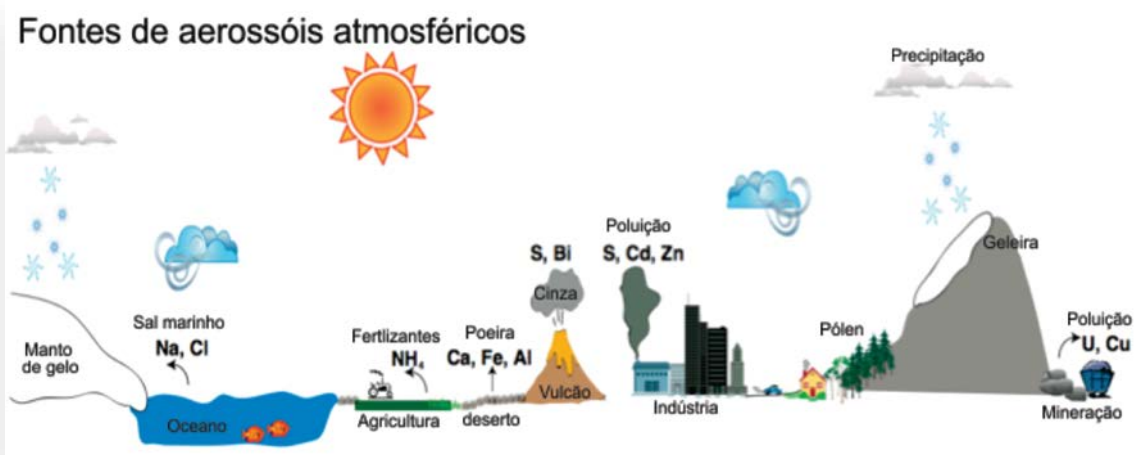 Fontes de aerossóis atmosféricos
Precipitação
Poluição
S, Bi
S, Cd, Zn
Cinza
Geleira
Sal marinho
Na, Cl
Fertlizantes
NH₄
Poeira
Ca, Fe, Al
Pólen
Poluição
U, Cu
Manto
de gelo
Vulcão
Oceano
Agricultura
deserto
Indústria
Mineração